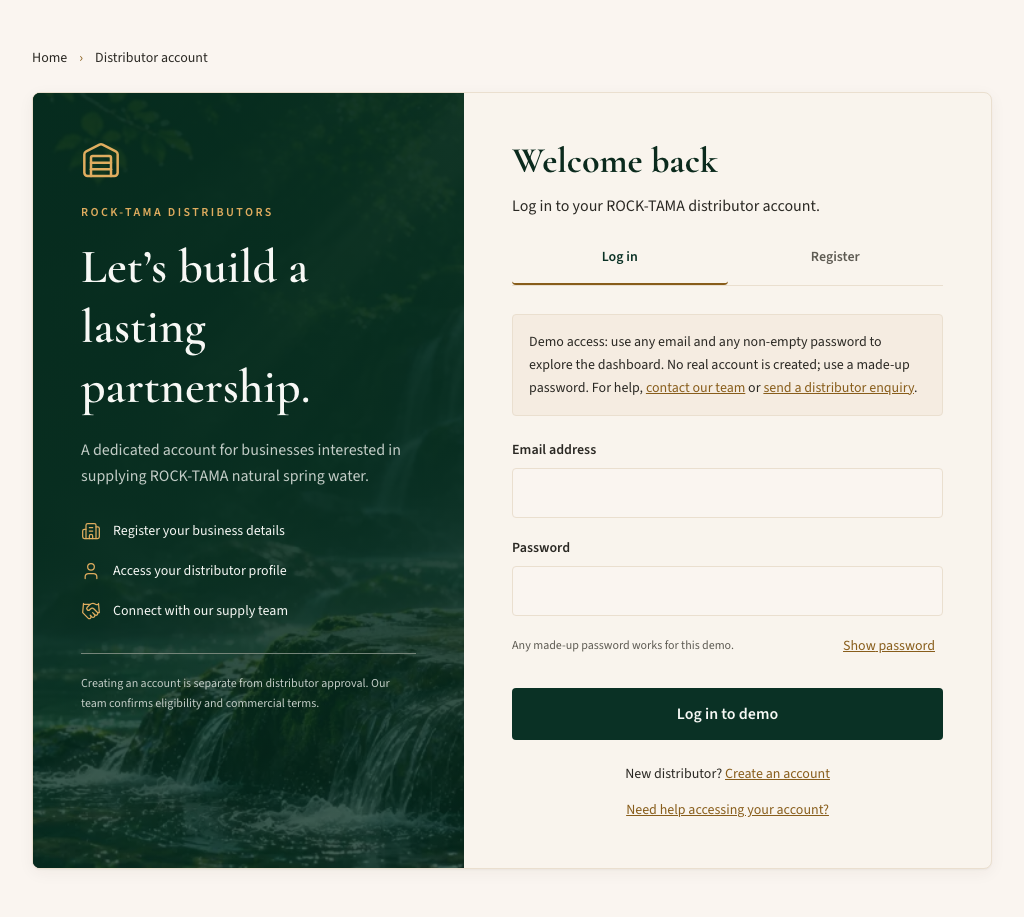 Home › Distributor account
ROCK-TAMA DISTRIBUTORS
Let’s build a
lasting
partnership.
A dedicated account for businesses interested in
supplying ROCK-TAMA natural spring water.
Register your business details
Access your distributor profile
Connect with our supply team
Creating an account is separate from distributor approval. Our
team confirms eligibility and commercial terms.
Welcome back
Log in to your ROCK-TAMA distributor account.
Log in
Register
Demo access: use any email and any non-empty password to
explore the dashboard. No real account is created; use a made-up
password. For help, contact our team or send a distributor enquiry.
Email address
Password
Any made-up password works for this demo.
Show password
Log in to demo
New distributor? Create an account
Need help accessing your account?